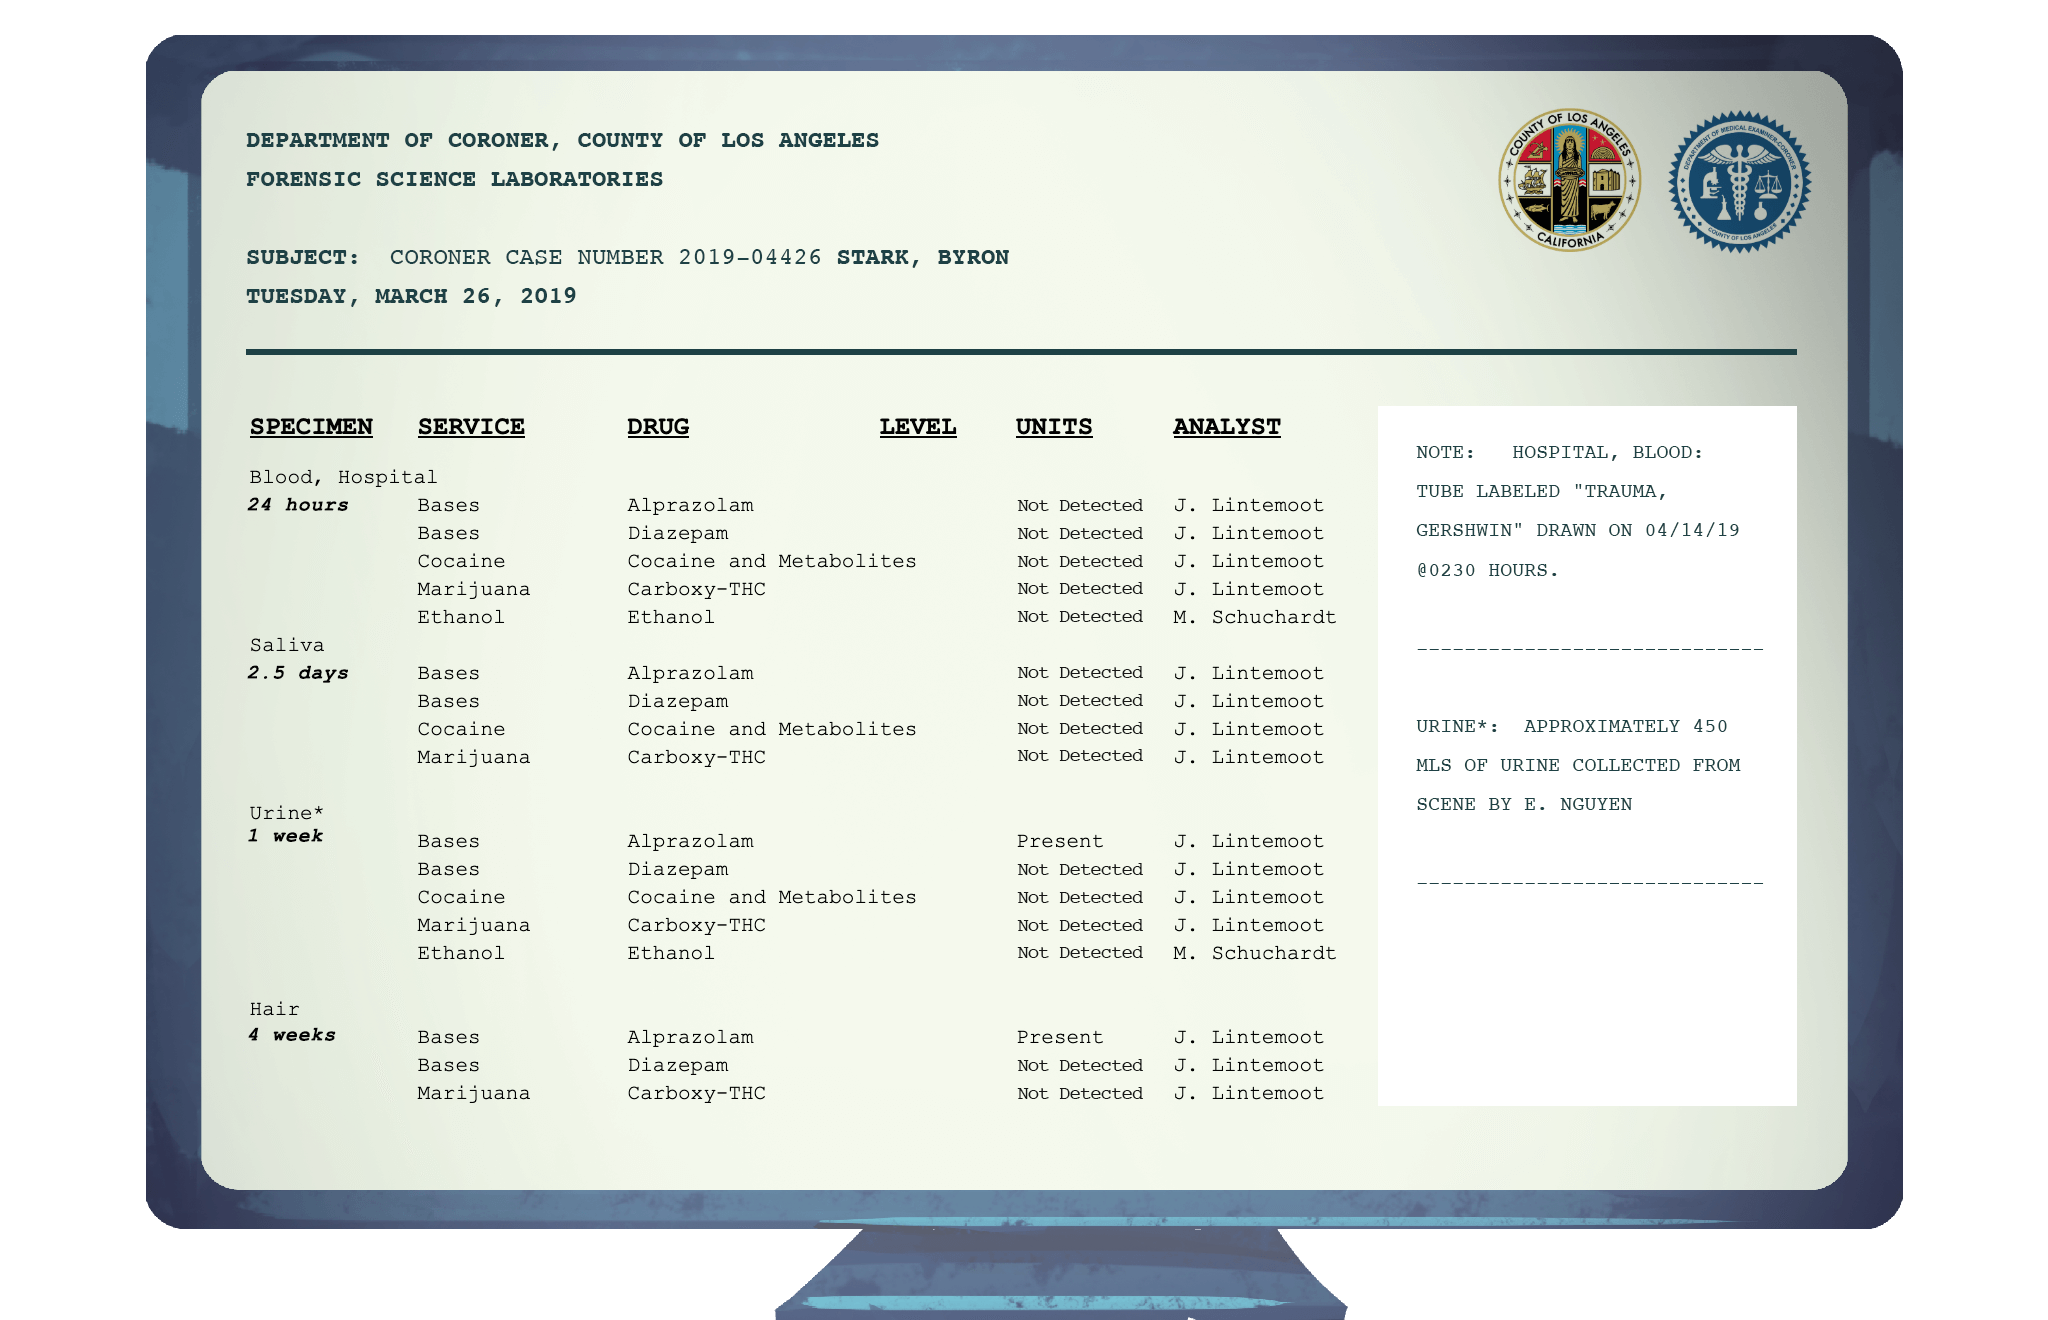 DEPARTMENT OF CORONER, COUNTY OF LOS ANGELES
FORENSIC SCIENCE LABORATORIES
COUNTY OF LOS ANGELES
CALIFORNIA
DEPARTMENT OF MEDICAL EXAMINER-CORONER
COUNTY OF LOS ANGELES
SUBJECT: CORONER CASE NUMBER 2019–04426 STARK, BYRON
TUESDAY, MARCH 26, 2019
SPECIMEN SERVICE DRUG LEVEL UNITS ANALYST
Blood, Hospital
24 hours Bases Alprazolam Not Detected J. Lintemoot
Bases Diazepam Not Detected J. Lintemoot
Cocaine Cocaine and Metabolites Not Detected J. Lintemoot
Marijuana Carboxy-THC Not Detected J. Lintemoot
Ethanol Ethanol Not Detected M. Schuchardt
Saliva
2.5 days Bases Alprazolam Not Detected J. Lintemoot
Bases Diazepam Not Detected J. Lintemoot
Cocaine Cocaine and Metabolites Not Detected J. Lintemoot
Marijuana Carboxy-THC Not Detected J. Lintemoot
Urine*
1 week Bases Alprazolam Present J. Lintemoot
Bases Diazepam Not Detected J. Lintemoot
Cocaine Cocaine and Metabolites Not Detected J. Lintemoot
Marijuana Carboxy-THC Not Detected J. Lintemoot
Ethanol Ethanol Not Detected M. Schuchardt
Hair
4 weeks Bases Alprazolam Present J. Lintemoot
Bases Diazepam Not Detected J. Lintemoot
Marijuana Carboxy-THC Not Detected J. Lintemoot
NOTE: HOSPITAL, BLOOD:
TUBE LABELED "TRAUMA,
GERSHWIN" DRAWN ON 04/14/19
@0230 HOURS.
_____________________________
URINE*: APPROXIMATELY 450
MLS OF URINE COLLECTED FROM
SCENE BY E. NGUYEN
_____________________________